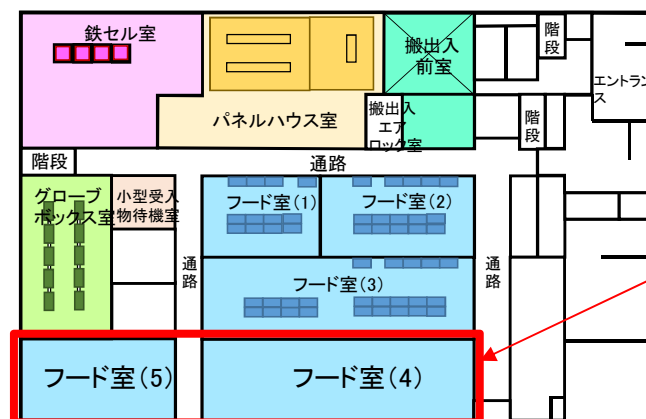 鉄セル室
搬出入
前室
階
段
エントラン
ス
パネルハウス室
搬出入
エア
ロック室
階
段
階段
通路
グローブ
ボックス室
小型受入
物待機室
フード室(1)
フード室(2)
通
路
通
路
フード室(3)
フード室(5)
フード室(4)